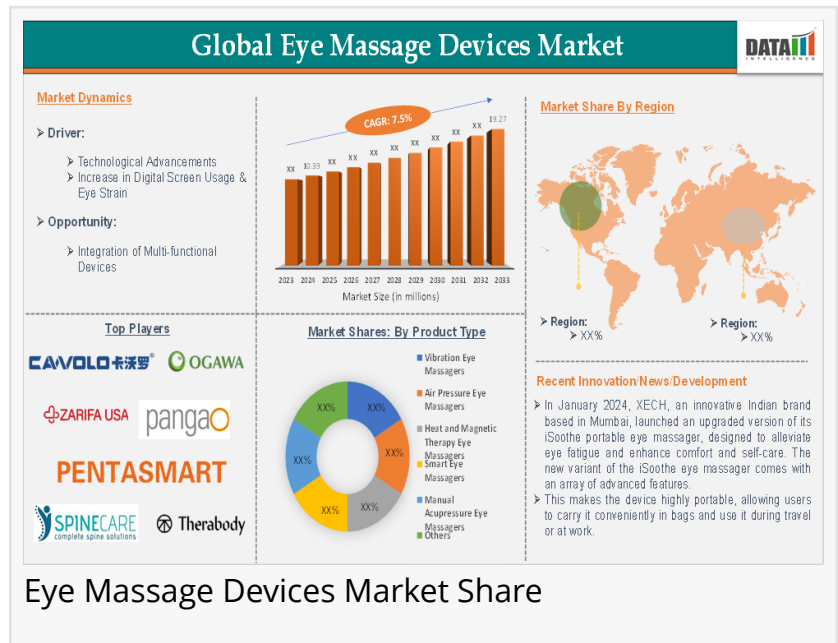 Global Eye Massage Devices Market
DATAM
INTELLIGENCE
Market Dynamics
➢ Driver:
➢ Technological Advancements
➢ Increase in Digital Screen Usage &
Eye Strain
➢ Opportunity:
➢ Integration of Multi-functional
Devices
CAGR: 7.5%
XX 10.39 XX XX XX XX XX XX XX XX 19.27
2023 2024 2025 2026 2027 2028 2029 2030 2031 2032 2033
Market Size (in millions)
Market Share By Region
➢ Region:
➢ XX%
➢ Region:
➢ XX%
Top Players
CAVVOLO卡沃罗®
OGAWA
ZARIFA USA
pangao
PENTASMART
SPINECARE
complete spine solutions
Therabody
Market Shares: By Product Type
XX% XX%
XX% XX%
XX% XX%
Vibration Eye
Massagers
Air Pressure Eye
Massagers
Heat and Magnetic
Therapy Eye
Massagers
Smart Eye
Massagers
Manual
Acupressure Eye
Massagers
Others
Recent Innovation/News/Development
➢ In January 2024, XECH, an innovative Indian brand
based in Mumbai, launched an upgraded version of its
iSoothe portable eye massager, designed to alleviate
eye fatigue and enhance comfort and self-care. The
new variant of the iSoothe eye massager comes with
an array of advanced features.
➢ This makes the device highly portable, allowing users
to carry it conveniently in bags and use it during travel
or at work.
Eye Massage Devices Market Share